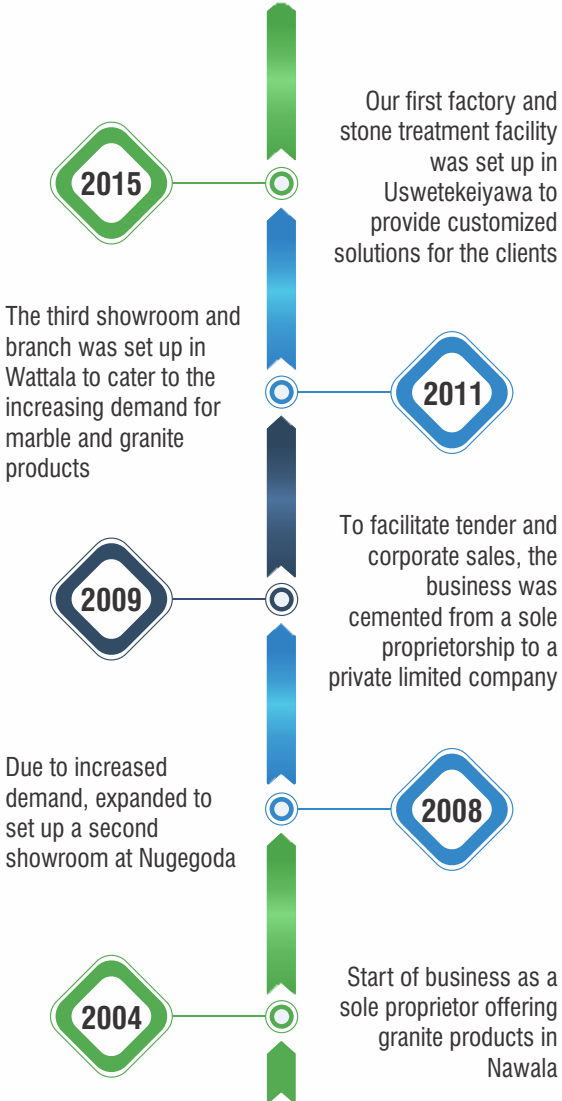 2015
Our first factory and
stone treatment facility
was set up in
Uswetekeiyawa to
provide customized
solutions for the clients
The third showroom and
branch was set up in
Wattala to cater to the
increasing demand for
marble and granite
products
2011
2009
To facilitate tender and
corporate sales, the
business was
cemented from a sole
proprietorship to a
private limited company
Due to increased
demand, expanded to
set up a second
showroom at Nugegoda
2008
2004
Start of business as a
sole proprietor offering
granite products in
Nawala